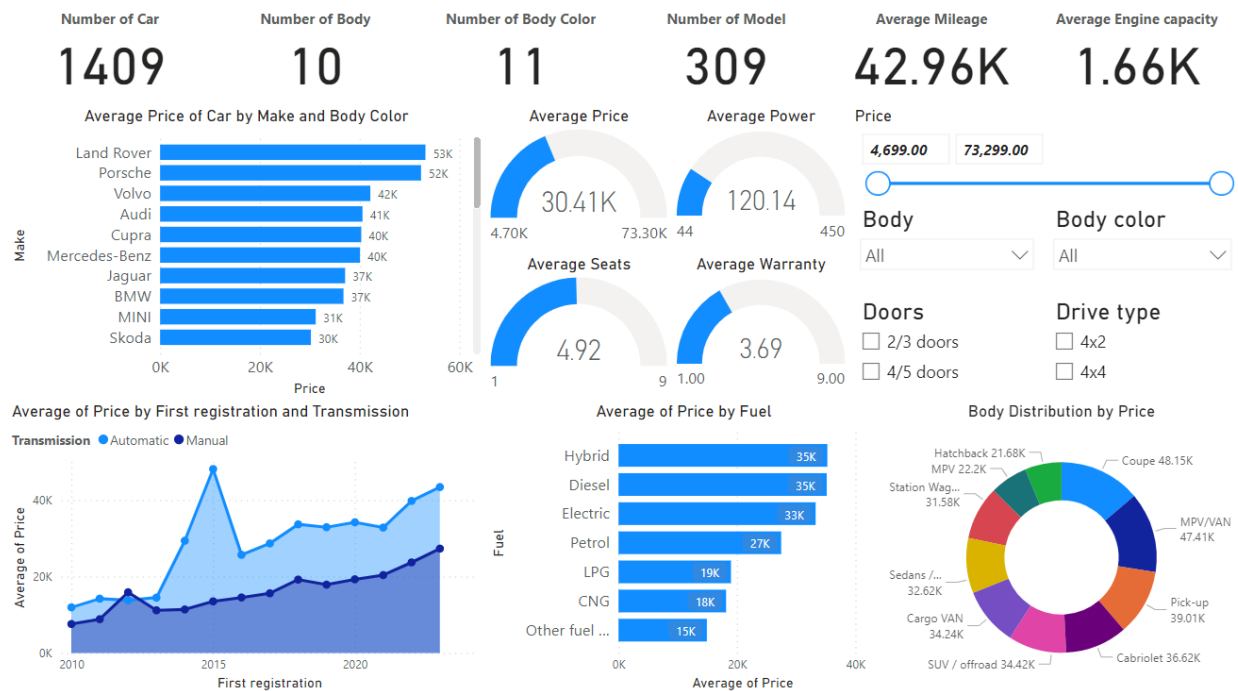 Number of Car
1409
Number of Body
10
Number of Body Color
11
Number of Model
309
Average Mileage
42.96K
Average Engine capacity
1.66K
Average Price of Car by Make and Body Color
Make
Land Rover 53K
Porsche 52K
Volvo 42K
Audi 41K
Cupra 40K
Mercedes-Benz 40K
Jaguar 37K
BMW 37K
MINI 31K
Skoda 30K
0K 20K 40K 60K
Price
Average Price
30.41K
4.70K 73.30K
Average Power
120.14
44 450
Average Seats
4.92
1 9
Average Warranty
3.69
1.00 9.00
Price
4,699.00 73,299.00
Body
All
Body color
All
Doors
2/3 doors
4/5 doors
Drive type
4x2
4x4
Average of Price by First registration and Transmission
Transmission Automatic Manual
Average of Price
40K
20K
0K
2010 2015 2020
First registration
Average of Price by Fuel
Fuel
Hybrid 35K
Diesel 35K
Electric 33K
Petrol 27K
LPG 19K
CNG 18K
Other fuel ... 15K
0K 20K 40K
Average of Price
Body Distribution by Price
Coupe 48.15K
MPV/VAN
47.41K
Pick-up
39.01K
Cabriolet 36.62K
SUV / offroad 34.42K
Cargo VAN
34.24K
Sedans /...
32.62K
Station Wag...
31.58K
MPV 22.2K
Hatchback 21.68K